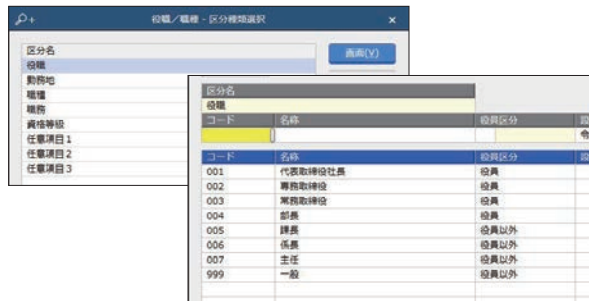 役職／職種 - 区分種類選択
×
区分名
画面(V)
役職
勤務地
職種
職務
資格等級
任意項目1
任意項目2
任意項目3
区分名
役職
コード 名称 役員区分
コード 名称 役員区分
001 代表取締役社長 役員
002 専務取締役 役員
003 常務取締役 役員
004 部長 役員
005 課長 役員以外
006 係長 役員以外
007 主任 役員以外
999 一般 役員以外